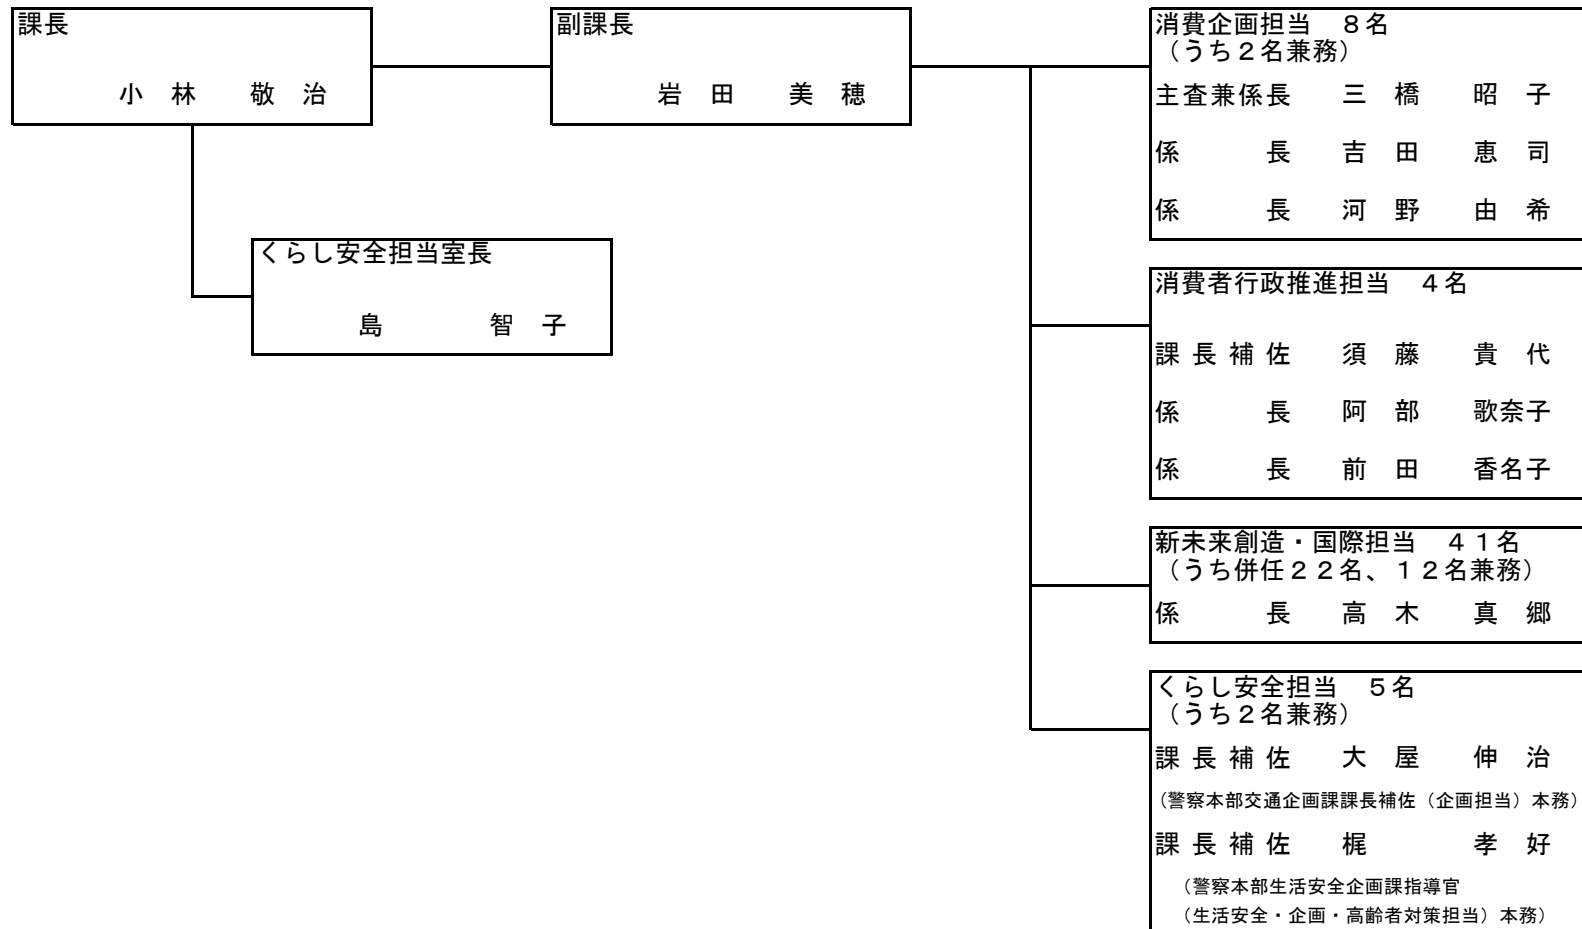 課長
小林　敬治
副課長
岩田　美穂
くらし安全担当室長
島　　智子
消費企画担当　８名
（うち２名兼務）
主査兼係長　三橋　昭子
係　　長　吉田　恵司
係　　長　河野　由希
消費者行政推進担当　４名
課長補佐　須藤　貴代
係　　長　阿部　歌奈子
係　　長　前田　香名子
新未来創造・国際担当　４１名
（うち併任２２名、１２名兼務）
係　　長　高木　真郷
くらし安全担当　５名
（うち２名兼務）
課長補佐　大屋　伸治
（警察本部交通企画課課長補佐（企画担当）本務）
課長補佐　梶　　孝好
（警察本部生活安全企画課指導官
（生活安全・企画・高齢者対策担当）本務）